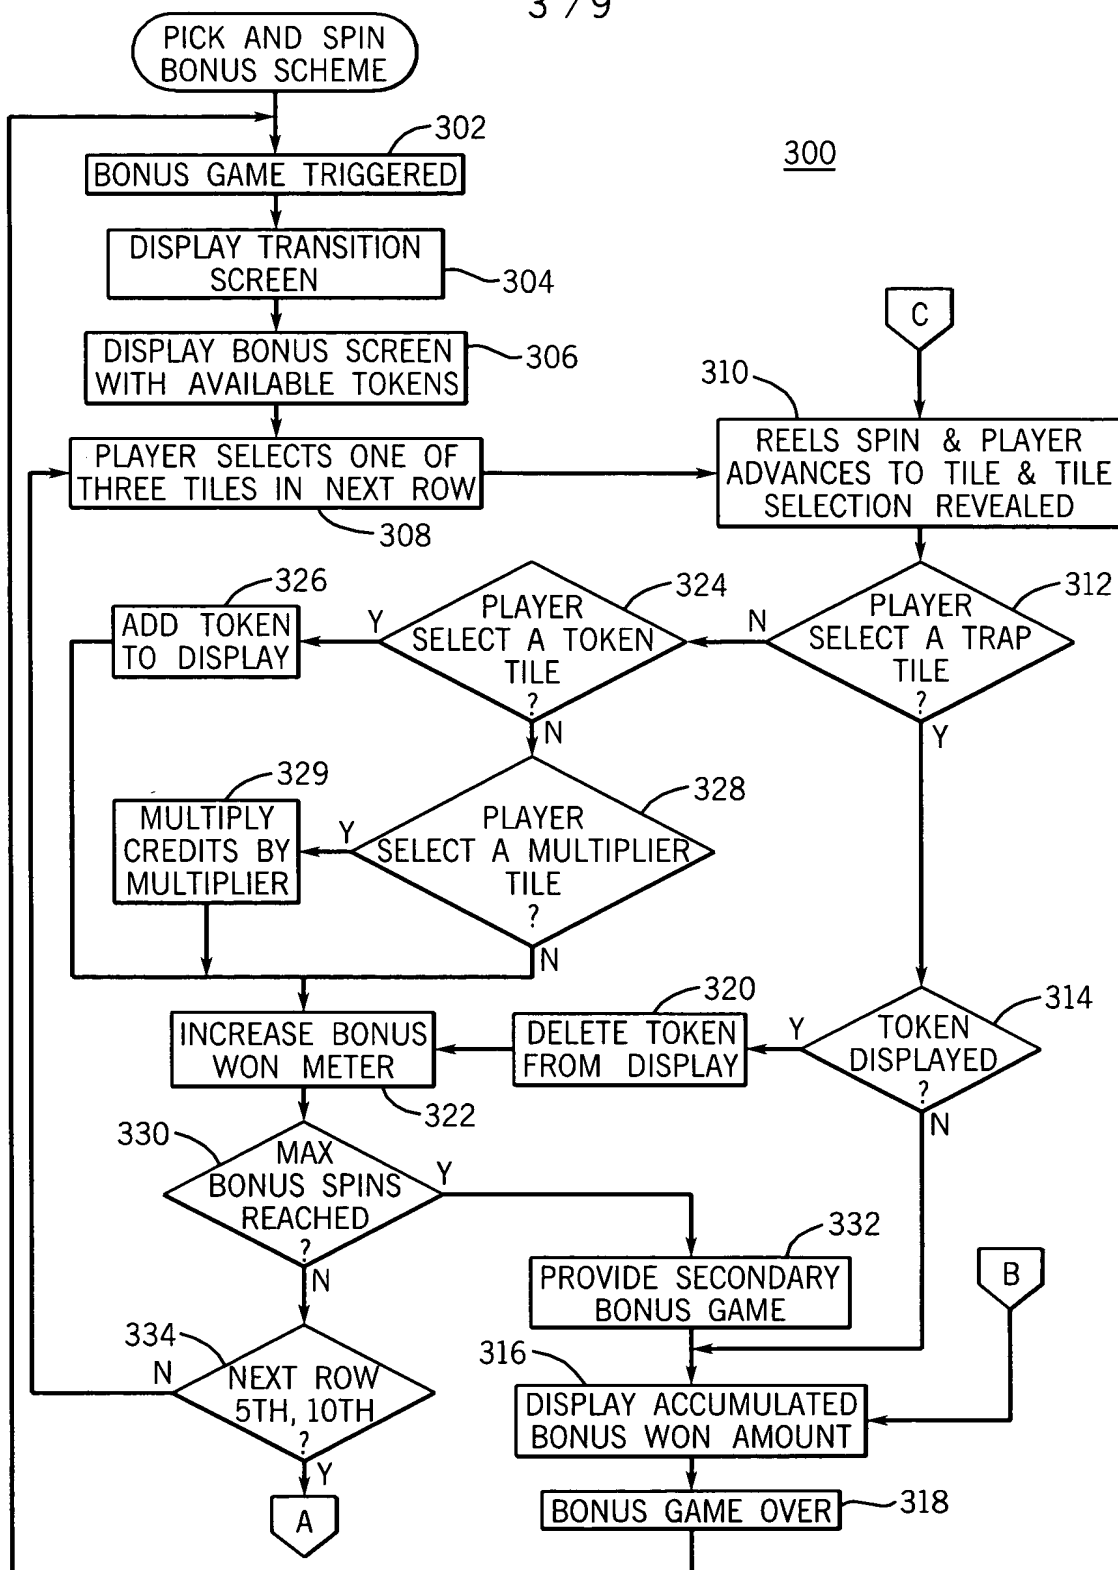 3/9
PICK AND SPIN
BONUS SCHEME
302
300
BONUS GAME TRIGGERED
DISPLAY TRANSITION
SCREEN
304
C
DISPLAY BONUS SCREEN
WITH AVAILABLE TOKENS
306
310
PLAYER SELECTS ONE OF
THREE TILES IN NEXT ROW
308
REELS SPIN & PLAYER
ADVANCES TO TILE & TILE
SELECTION REVEALED
326
ADD TOKEN
TO DISPLAY
Y
324
PLAYER
SELECT A TOKEN
TILE
?
N
N
312
PLAYER
SELECT A TRAP
TILE
?
Y
329
MULTIPLY
CREDITS BY
MULTIPLIER
Y
328
PLAYER
SELECT A MULTIPLIER
TILE
?
N
320
314
INCREASE BONUS
WON METER
322
DELETE TOKEN
FROM DISPLAY
Y
TOKEN
DISPLAYED
?
N
330
MAX
BONUS SPINS
REACHED
?
Y
N
332
PROVIDE SECONDARY
BONUS GAME
B
334
N
NEXT ROW
5TH, 10TH
?
Y
316
DISPLAY ACCUMULATED
BONUS WON AMOUNT
A
BONUS GAME OVER
318